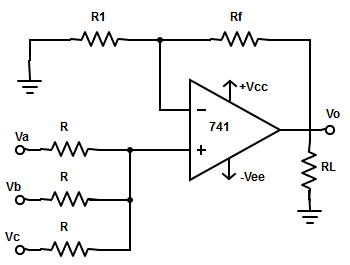 R1
Rf
+Vcc
−
741
+
Vo
-Vee
RL
Va
R
Vb
R
Vc
R